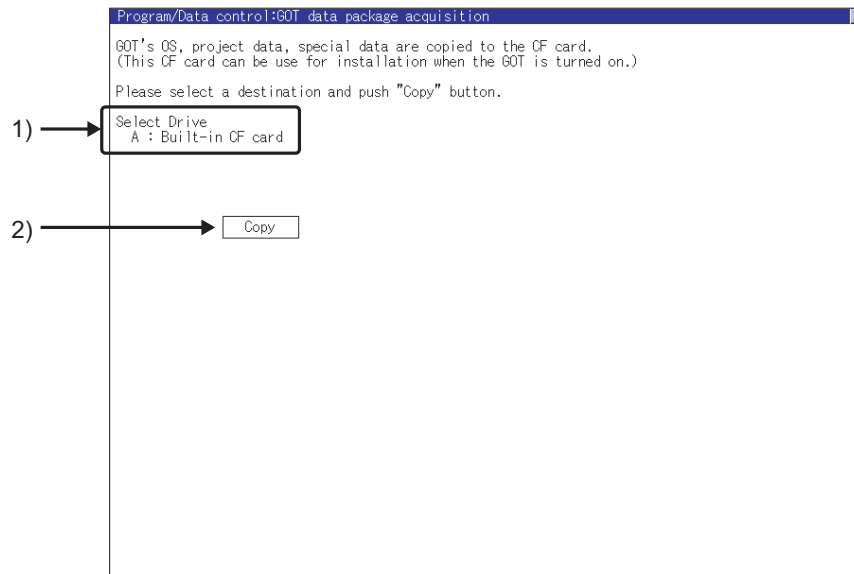 Program/Data control:GOT data package acquisition
GOT's OS, project data, special data are copied to the CF card.
(This CF card can be use for installation when the GOT is turned on.)
Please select a destination and push "Copy" button.
1)
Select Drive
A : Built-in CF card
2)
Copy